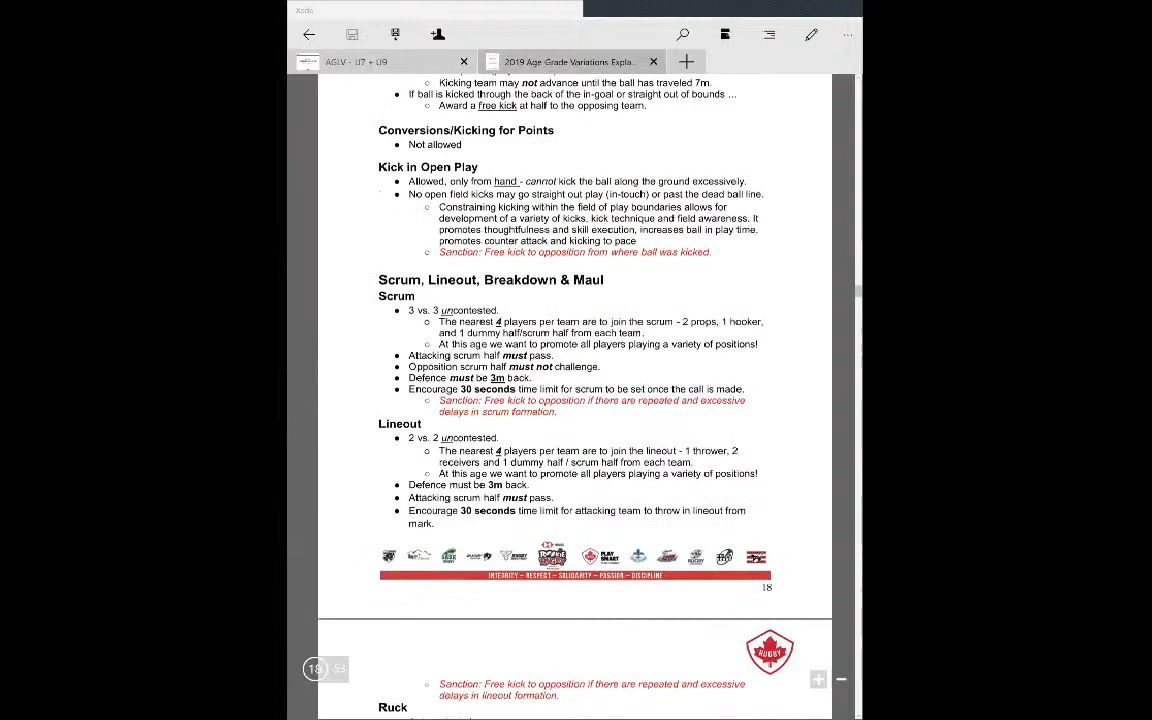 Xodo
AGLV - U7 + U9
2019 Age Grade Variations Expla...
○ Kicking team may not advance until the ball has traveled 7m.
● If ball is kicked through the back of the in-goal or straight out of bounds …
○ Award a free kick at half to the opposing team.
Conversions/Kicking for Points
● Not allowed
Kick in Open Play
● Allowed, only from hand - cannot kick the ball along the ground excessively.
● No open field kicks may go straight out play (in-touch) or past the dead ball line.
○ Constraining kicking within the field of play boundaries allows for
development of a variety of kicks, kick technique and field awareness. It
promotes thoughtfulness and skill execution, increases ball in play time,
promotes counter attack and kicking to pace
○ Sanction: Free kick to opposition from where ball was kicked.
Scrum, Lineout, Breakdown & Maul
Scrum
● 3 vs. 3 uncontested.
○ The nearest 4 players per team are to join the scrum - 2 props, 1 hooker,
and 1 dummy half/scrum half from each team.
○ At this age we want to promote all players playing a variety of positions!
● Attacking scrum half must pass.
● Opposition scrum half must not challenge.
● Defence must be 3m back.
● Encourage 30 seconds time limit for scrum to be set once the call is made.
○ Sanction: Free kick to opposition if there are repeated and excessive
delays in scrum formation.
Lineout
● 2 vs. 2 uncontested.
○ The nearest 4 players per team are to join the lineout - 1 thrower, 2
receivers and 1 dummy half / scrum half from each team.
○ At this age we want to promote all players playing a variety of positions!
● Defence must be 3m back.
● Attacking scrum half must pass.
● Encourage 30 seconds time limit for attacking team to throw in lineout from
mark.
ROOKIE RUGBY
PLAY SMART
INTEGRITY – RESPECT – SOLIDARITY – PASSION – DISCIPLINE
18
RUGBY
18 53
○ Sanction: Free kick to opposition if there are repeated and excessive
delays in lineout formation.
Ruck